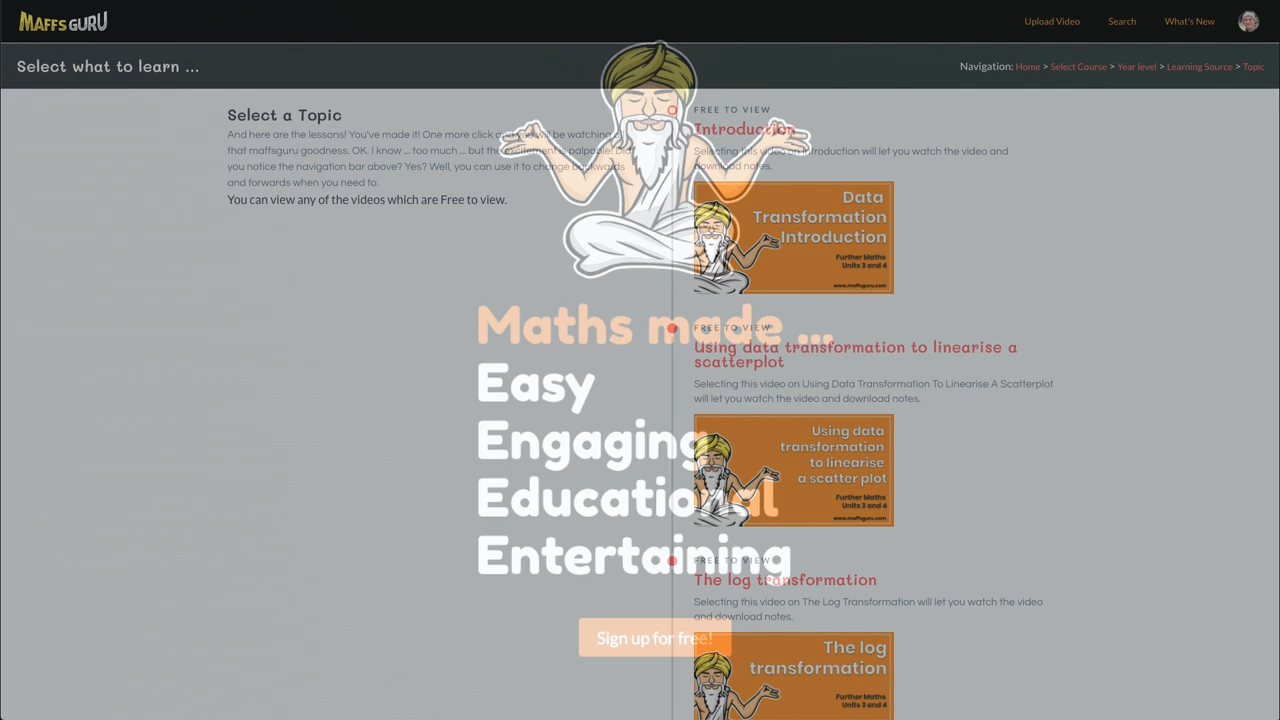 MAFFSGURU
Upload Video
Search
What's New
Select what to learn ...
Navigation: Home > Select Course > Year level > Learning Source > Topic
Select a Topic
And here are the lessons! You've made it! One more click and you will be watching all
that maffsguru goodness. OK. I know ... too much ... but the excitement is palpable! Did
you notice the navigation bar above? Yes? Well, you can use it to change backwards
and forwards when you need to.
You can view any of the videos which are Free to view.
FREE TO VIEW
Introduction
Selecting this video on Introduction will let you watch the video and
download notes.
Data
Transformation
Introduction
Further Maths
Units 3 and 4
www.maffsguru.com
FREE TO VIEW
Using data transformation to linearise a
scatterplot
Selecting this video on Using Data Transformation To Linearise A Scatterplot
will let you watch the video and download notes.
Using data
transformation
to linearise
a scatter plot
Further Maths
Units 3 and 4
www.maffsguru.com
FREE TO VIEW
The log transformation
Selecting this video on The Log Transformation will let you watch the video
and download notes.
The log
transformation
Further Maths
Units 3 and 4
Maths made ...
Easy
Engaging
Educational
Entertaining
Sign up for free!